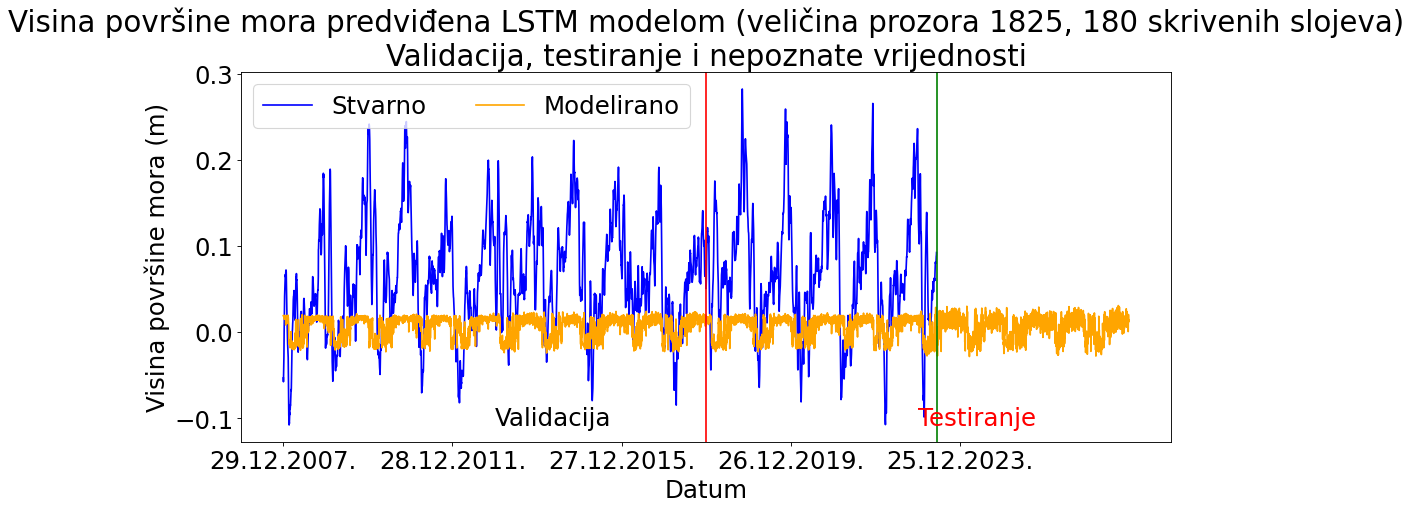 Visina površine mora predviđena LSTM modelom (veličina prozora 1825, 180 skrivenih slojeva)
Validacija, testiranje i nepoznate vrijednosti
Stvarno
Modelirano
Visina površine mora (m)
0.3
0.2
0.1
0.0
−0.1
Validacija
Testiranje
29.12.2007.
28.12.2011.
27.12.2015.
26.12.2019.
25.12.2023.
Datum